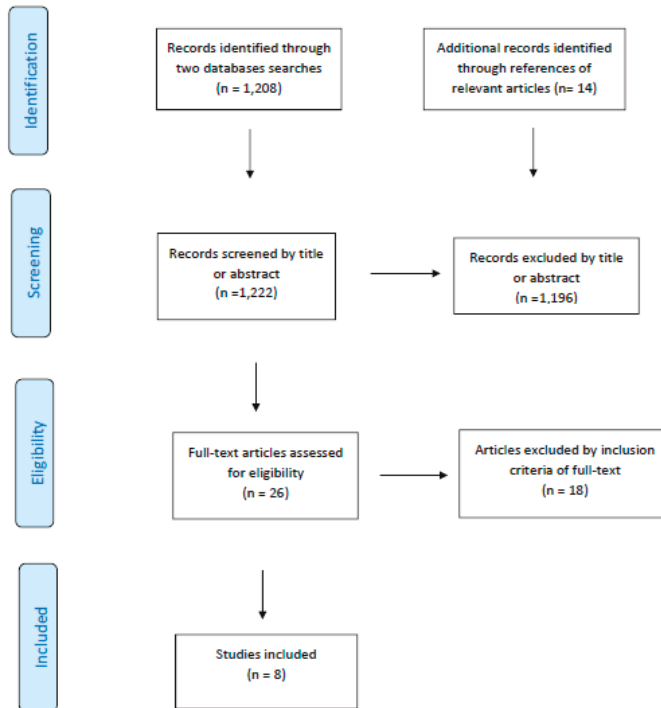 Identification
Records identified through
two databases searches
(n = 1,208)
Additional records identified
through references of
relevant articles (n= 14)
Screening
Records screened by title
or abstract
(n =1,222)
Records excluded by title
or abstract
(n =1,196)
Eligibility
Full-text articles assessed
for eligibility
(n = 26)
Articles excluded by inclusion
criteria of full-text
(n = 18)
Included
Studies included
(n = 8)